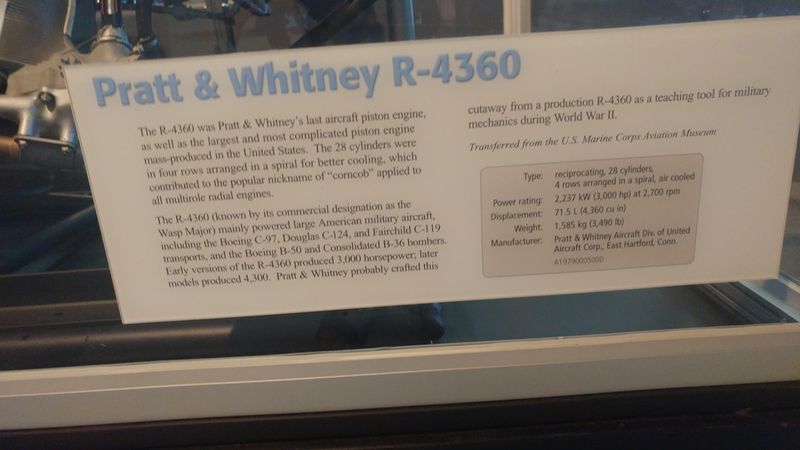 Pratt & Whitney R-4360
The R-4360 was Pratt & Whitney's last aircraft piston engine,
as well as the largest and most complicated piston engine
mass-produced in the United States. The 28 cylinders were
in four rows arranged in a spiral for better cooling, which
contributed to the popular nickname of "corncob" applied to
all multirole radial engines.
The R-4360 (known by its commercial designation as the
Wasp Major) mainly powered large American military aircraft,
including the Boeing C-97, Douglas C-124, and Fairchild C-119
transports, and the Boeing B-50 and Consolidated B-36 bombers.
Early versions of the R-4360 produced 3,000 horsepower; later
models produced 4,300. Pratt & Whitney probably crafted this
cutaway from a production R-4360 as a teaching tool for military
mechanics during World War II.
Transferred from the U.S. Marine Corps Aviation Museum
Type: reciprocating, 28 cylinders,
4 rows arranged in a spiral, air cooled
Power rating: 2,237 kW (3,000 hp) at 2,700 rpm
Displacement: 71.5 L (4,360 cu in)
Weight: 1,585 kg (3,490 lb)
Manufacturer: Pratt & Whitney Aircraft Div. of United
Aircraft Corp., East Hartford, Conn.
A19790005000